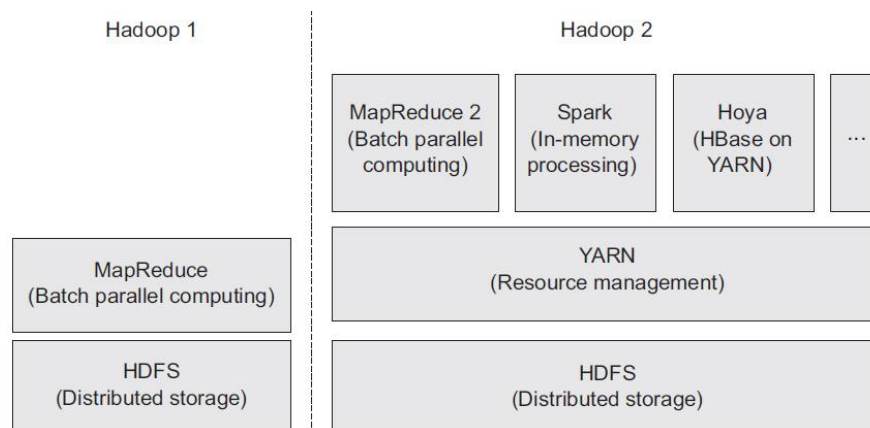 Hadoop 1
Hadoop 2
MapReduce 2
(Batch parallel
computing)
Spark
(In-memory
processing)
Hoya
(HBase on
YARN)
...
MapReduce
(Batch parallel computing)
YARN
(Resource management)
HDFS
(Distributed storage)
HDFS
(Distributed storage)